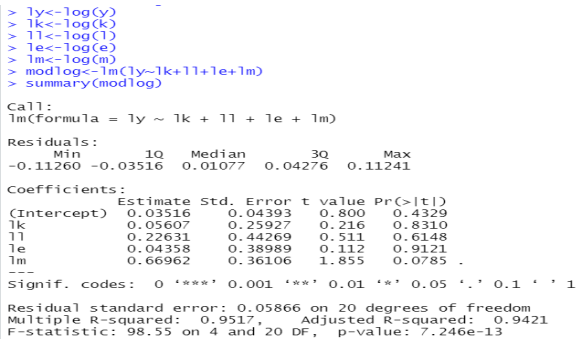 > ly<-log(y)
> lk<-log(k)
> ll<-log(l)
> le<-log(e)
> lm<-log(m)
> modlog<-lm(ly~lk+ll+le+lm)
> summary(modlog)
Call:
lm(formula = ly ~ lk + ll + le + lm)
Residuals:
Min 1Q Median 3Q Max
-0.11260 -0.03516 0.01077 0.04276 0.11241
Coefficients:
Estimate Std. Error t value Pr(>|t|)
(Intercept) 0.03516 0.04393 0.800 0.4329
lk 0.05607 0.25927 0.216 0.8310
ll 0.22631 0.44269 0.511 0.6148
le 0.04358 0.38989 0.112 0.9121
lm 0.66962 0.36106 1.855 0.0785 .
---
Signif. codes: 0 ‘***’ 0.001 ‘**’ 0.01 ‘*’ 0.05 ‘.’ 0.1 ‘ ’ 1
Residual standard error: 0.05866 on 20 degrees of freedom
Multiple R-squared: 0.9517, Adjusted R-squared: 0.9421
F-statistic: 98.55 on 4 and 20 DF, p-value: 7.246e-13